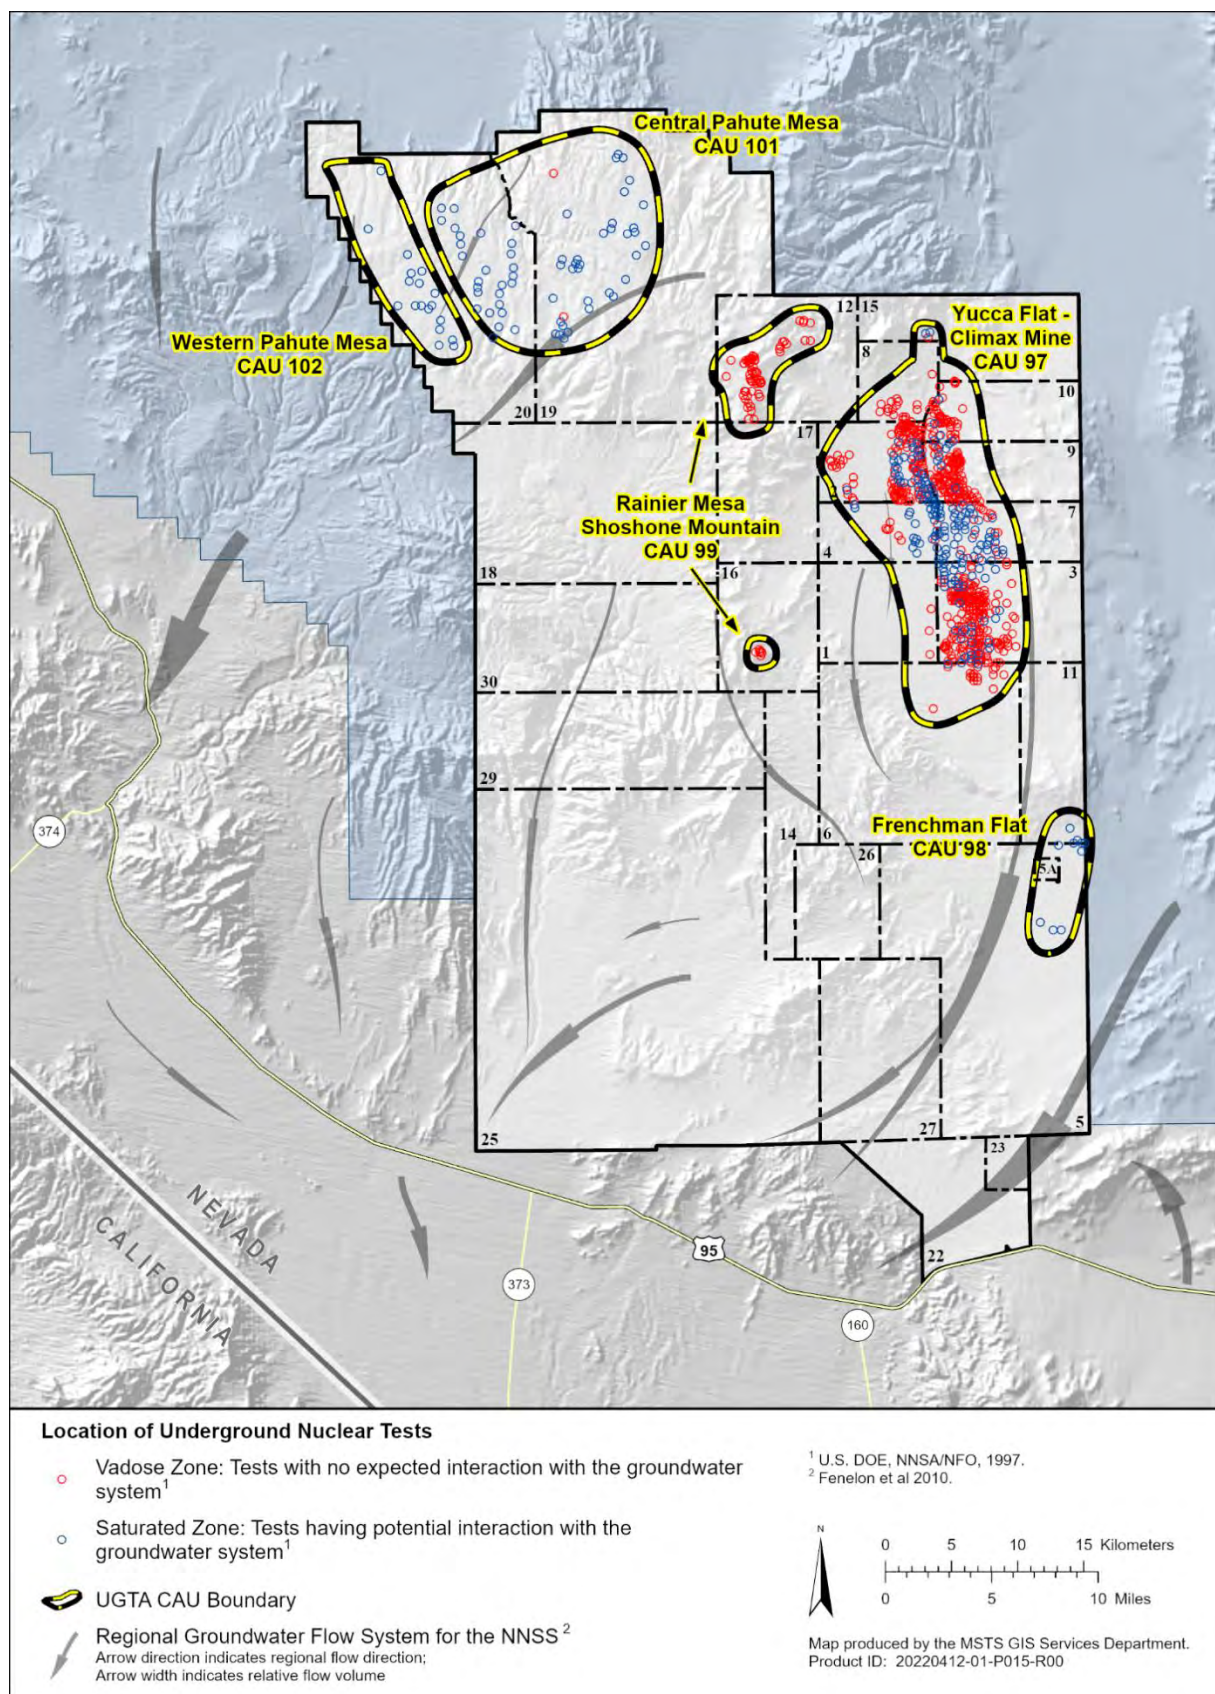 Central Pahute Mesa
CAU 101
Western Pahute Mesa
CAU 102
12
15
Yucca Flat -
Climax Mine
CAU 97
8
10
20
19
17
9
2
7
Rainier Mesa
Shoshone Mountain
CAU 99
18
16
4
3
1
11
30
29
374
14
6
26
Frenchman Flat
CAU 98
5A
25
27
23
5
22
NEVADA
CALIFORNIA
95
373
160
Location of Underground Nuclear Tests
Vadose Zone: Tests with no expected interaction with the groundwater
system1
Saturated Zone: Tests having potential interaction with the
groundwater system1
UGTA CAU Boundary
Regional Groundwater Flow System for the NNSS 2
Arrow direction indicates regional flow direction;
Arrow width indicates relative flow volume
1 U.S. DOE, NNSA/NFO, 1997.
2 Fenelon et al 2010.
N
0 5 10 15 Kilometers
0 5 10 Miles
Map produced by the MSTS GIS Services Department.
Product ID: 20220412-01-P015-R00